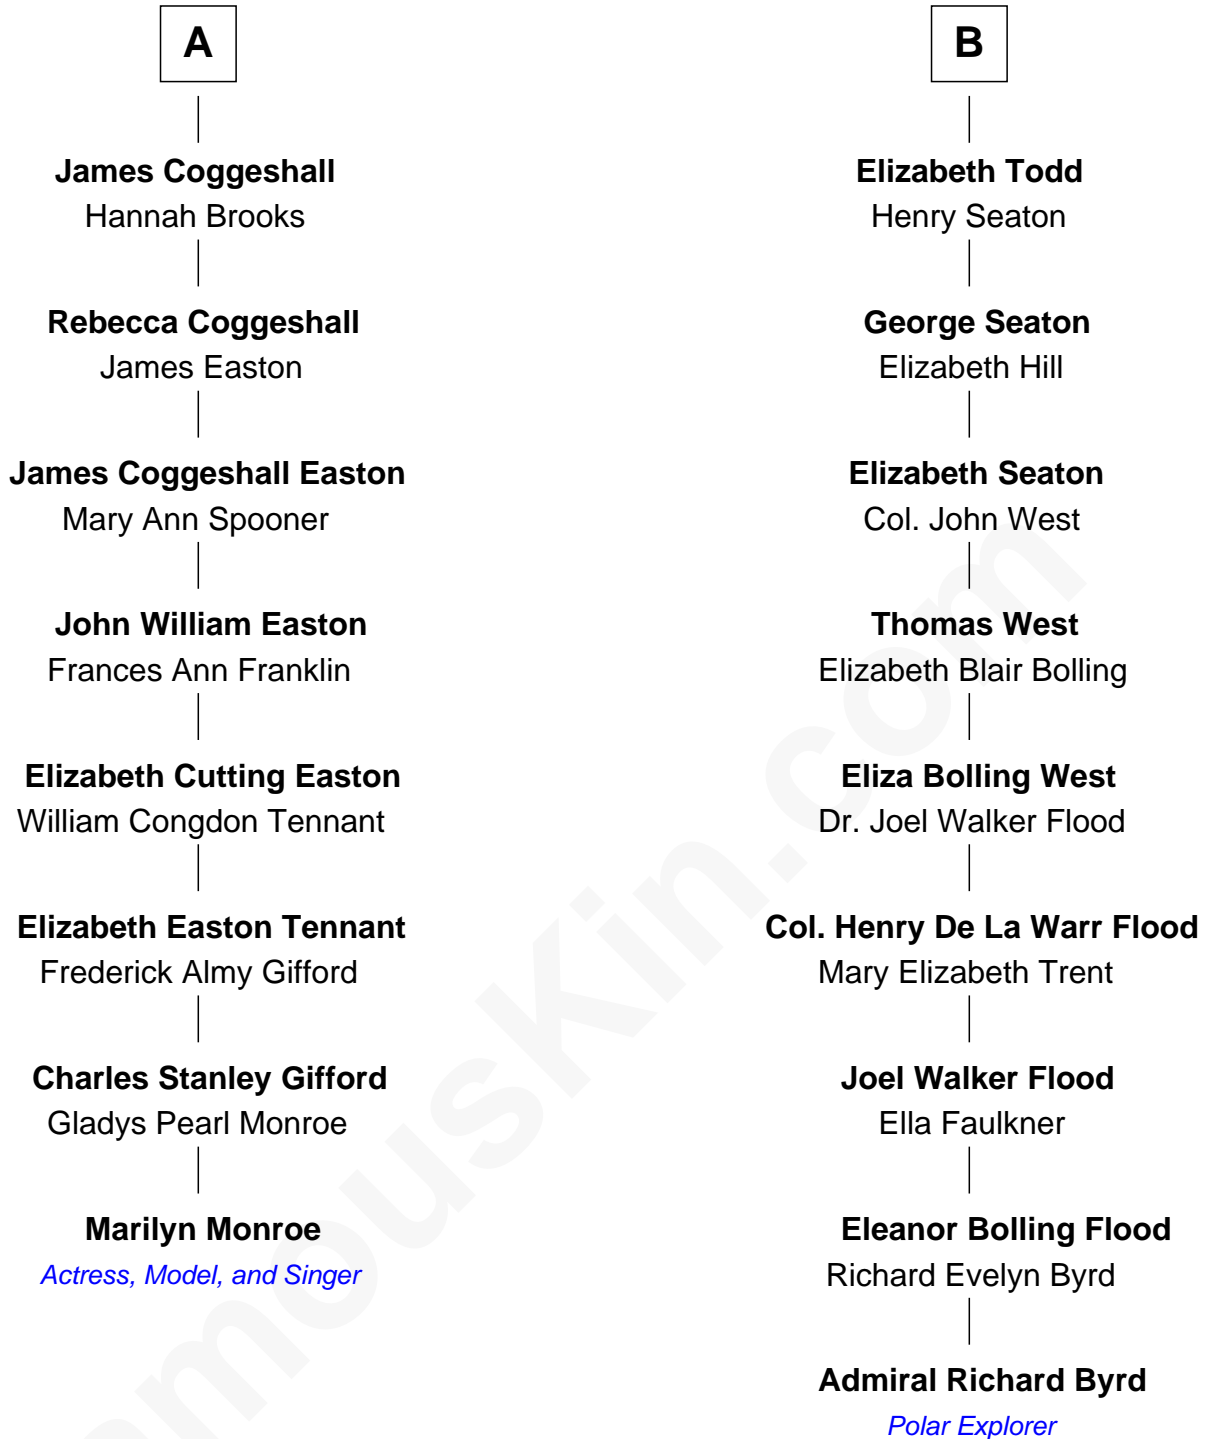 A
James Coggeshall
Hannah Brooks
Rebecca Coggeshall
James Easton
James Coggeshall Easton
Mary Ann Spooner
John William Easton
Frances Ann Franklin
Elizabeth Cutting Easton
William Congdon Tennant
Elizabeth Easton Tennant
Frederick Almy Gifford
Charles Stanley Gifford
Gladys Pearl Monroe
Marilyn Monroe
Actress, Model, and Singer
B
Elizabeth Todd
Henry Seaton
George Seaton
Elizabeth Hill
Elizabeth Seaton
Col. John West
Thomas West
Elizabeth Blair Bolling
Eliza Bolling West
Dr. Joel Walker Flood
Col. Henry De La Warr Flood
Mary Elizabeth Trent
Joel Walker Flood
Ella Faulkner
Eleanor Bolling Flood
Richard Evelyn Byrd
Admiral Richard Byrd
Polar Explorer
amouskin.com